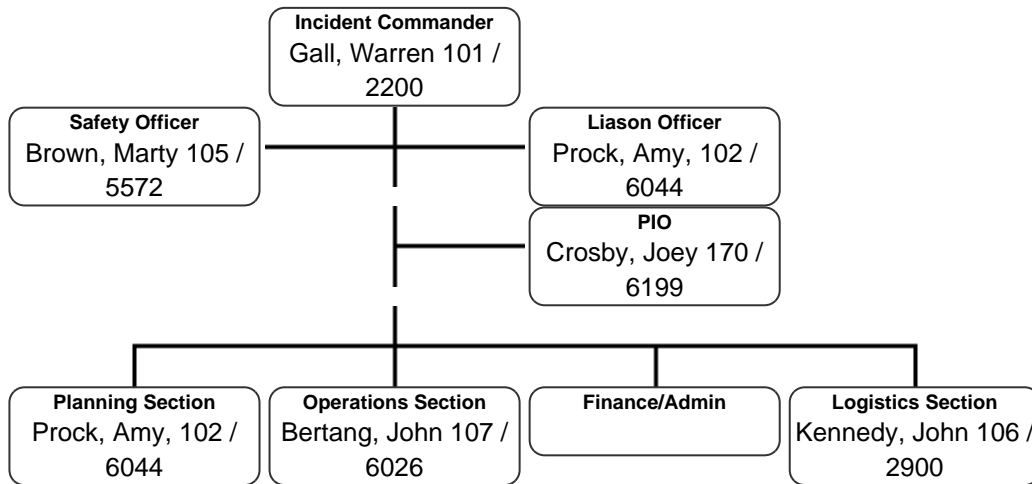 Incident Commander
Gall, Warren 101 /
2200
Safety Officer
Brown, Marty 105 /
5572
Liason Officer
Prock, Amy, 102 /
6044
PIO
Crosby, Joey 170 /
6199
Planning Section
Prock, Amy, 102 /
6044
Operations Section
Bertang, John 107 /
6026
Finance/Admin
Logistics Section
Kennedy, John 106 /
2900